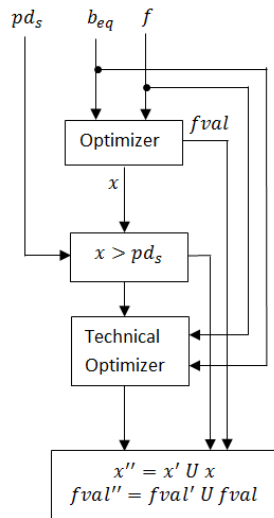 pd_s b_eq f
fval
Optimizer
x
x > pd_s
Technical
Optimizer
x'' = x' U x
fval'' = fval' U fval